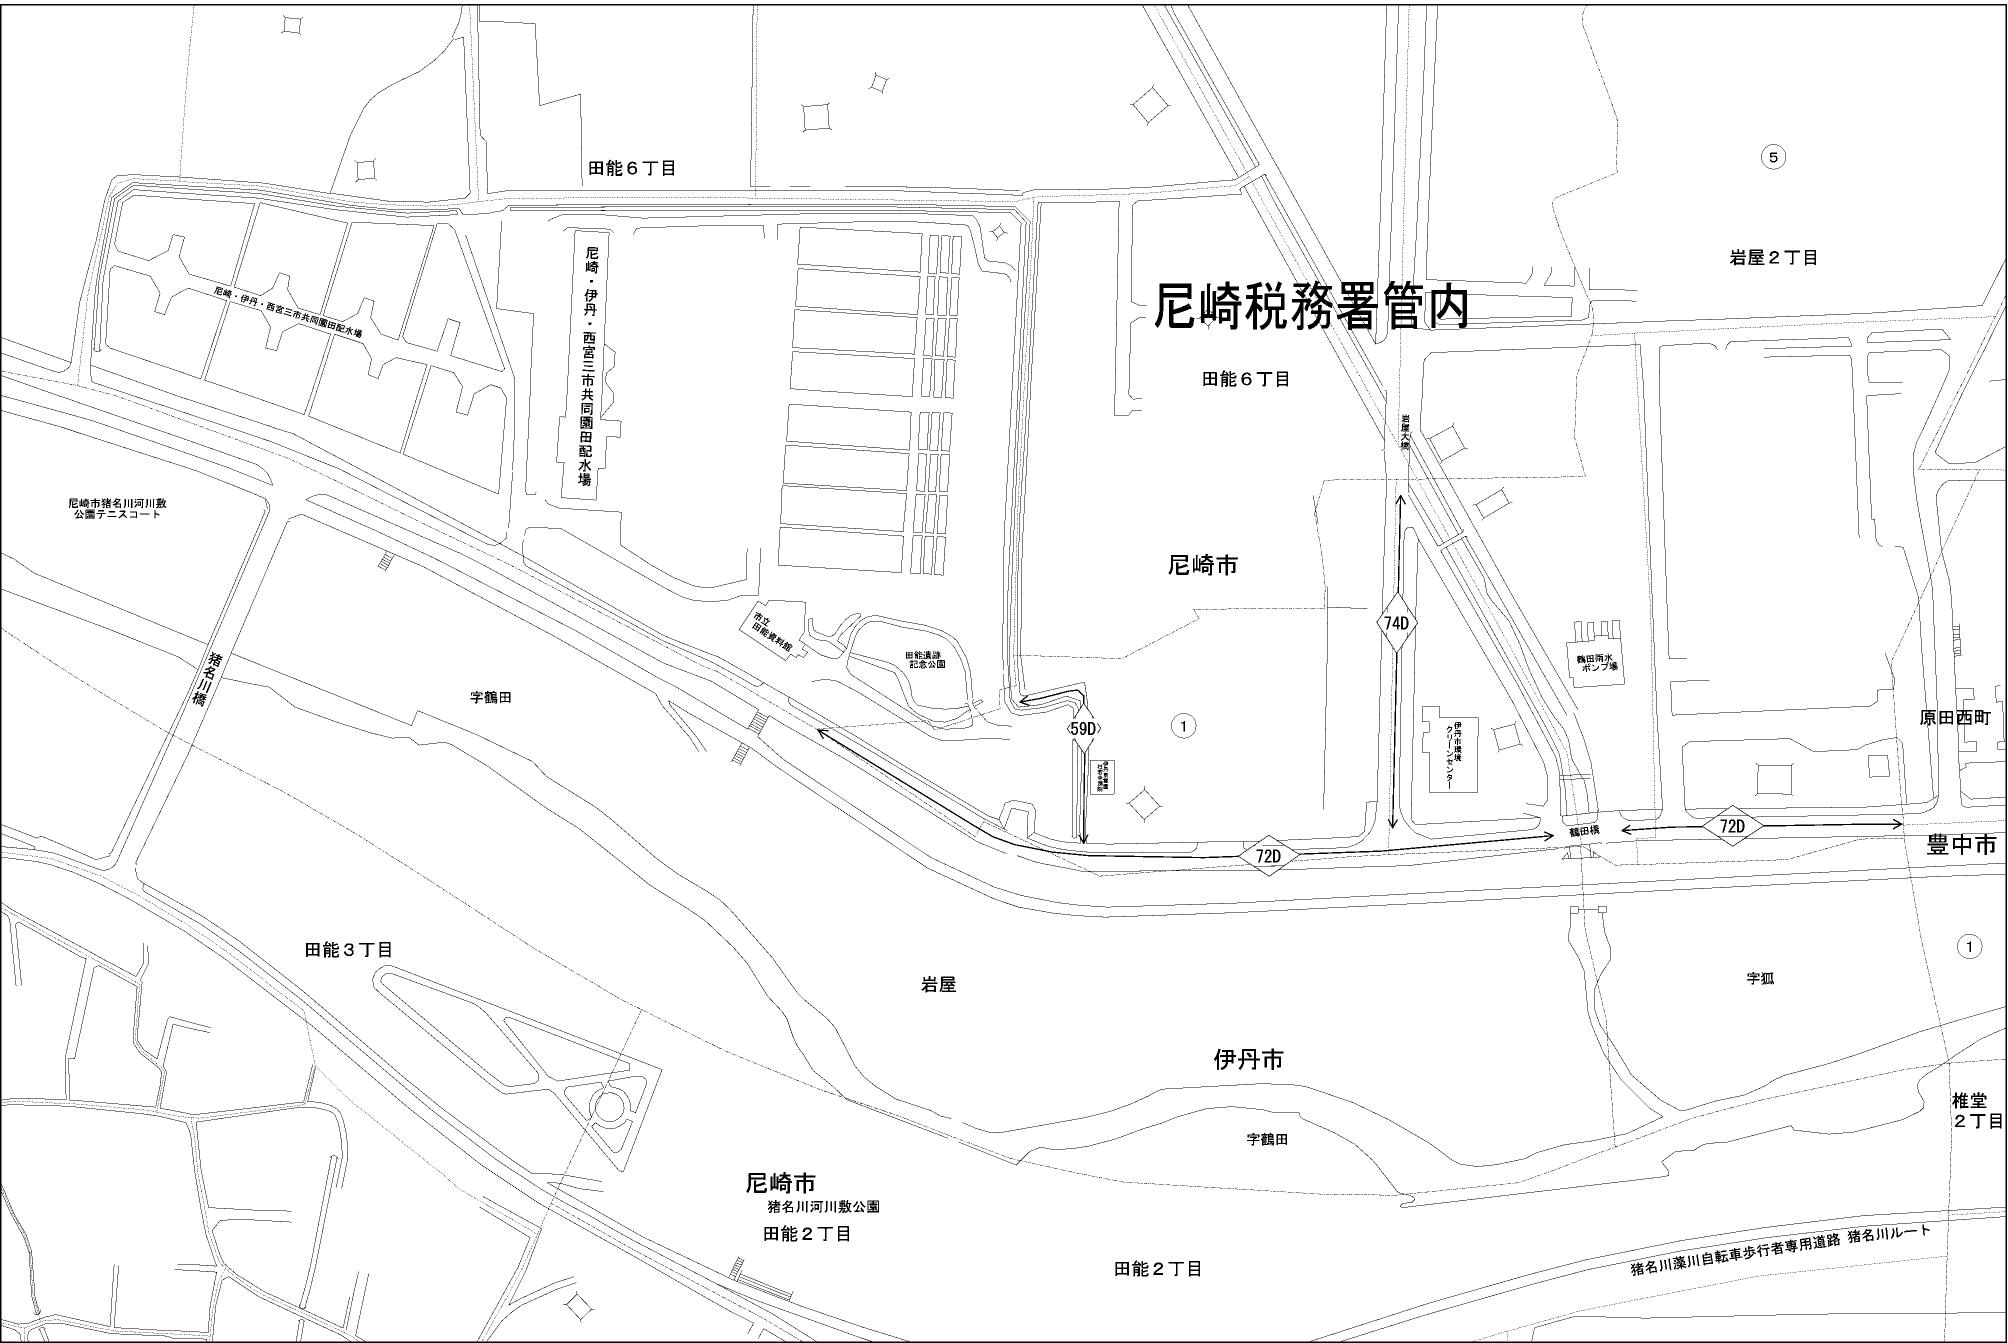 田能６丁目
5
岩屋２丁目
尼崎・伊丹・西宮三市共同園田配水場
尼崎・伊丹・西宮三市共同園田配水場
尼崎税務署管内
田能６丁目
岩屋大橋
尼崎市猪名川河川敷
公園テニスコート
尼崎市
74D
市立
田能資料館
田能遺跡
記念公園
鶴田雨水
ポンプ場
猪名川橋
字鶴田
59D
1
伊丹市環境
クリーンセンター
原田西町
72D
鶴田橋
72D
豊中市
田能３丁目
岩屋
字狐
1
伊丹市
椎堂
２丁目
字鶴田
尼崎市
猪名川河川敷公園
田能２丁目
田能２丁目
猪名川藻川自転車歩行者専用道路 猪名川ルート